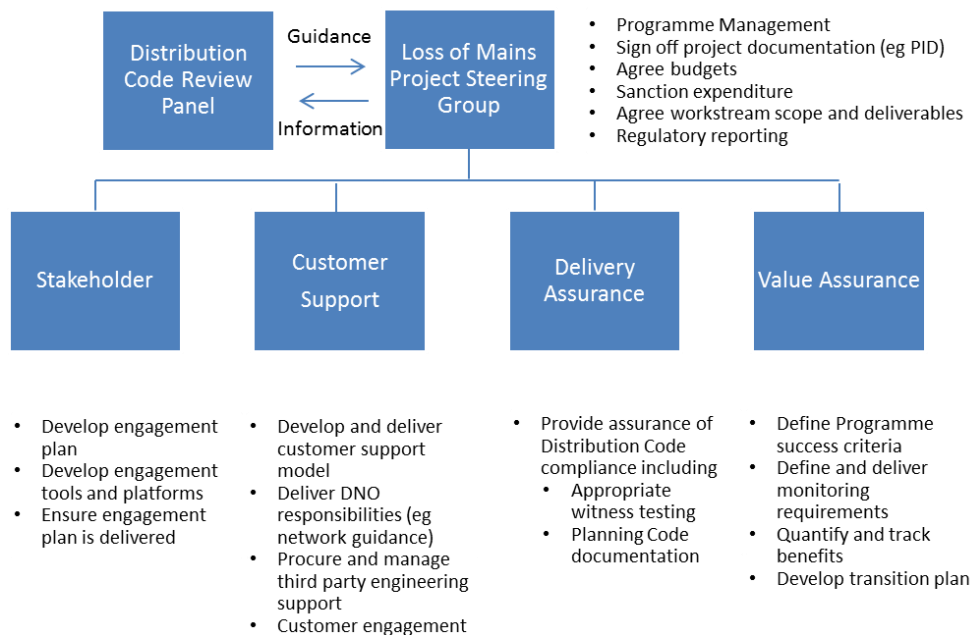 Distribution
Code Review
Panel
Guidance
Information
Loss of Mains
Project Steering
Group
• Programme Management
• Sign off project documentation (eg PID)
• Agree budgets
• Sanction expenditure
• Agree workstream scope and deliverables
• Regulatory reporting
Stakeholder
Customer
Support
Delivery
Assurance
Value Assurance
• Develop engagement
plan
• Develop engagement
tools and platforms
• Ensure engagement
plan is delivered
• Develop and deliver
customer support
model
• Deliver DNO
responsibilities (eg
network guidance)
• Procure and manage
third party engineering
support
• Customer engagement
• Provide assurance of
Distribution Code
compliance including
• Appropriate
witness testing
• Planning Code
documentation
• Define Programme
success criteria
• Define and deliver
monitoring
requirements
• Quantify and track
benefits
• Develop transition plan